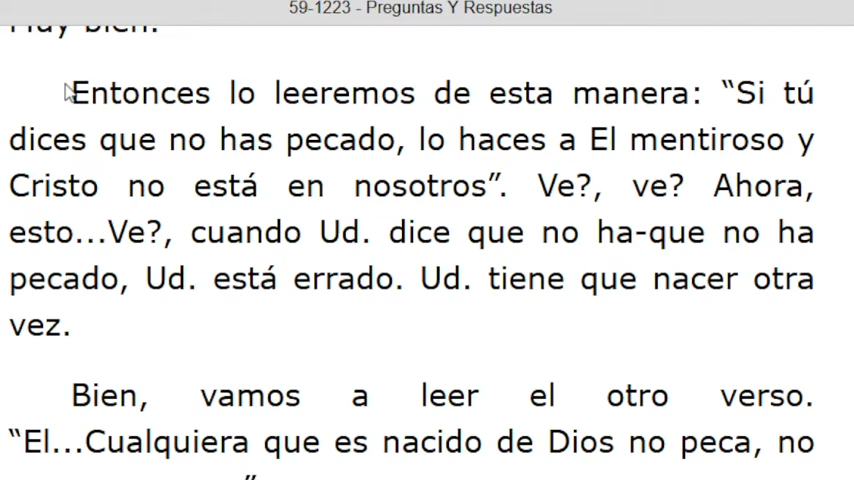 59-1223 - Preguntas Y Respuestas
Muy bien.
Entonces lo leeremos de esta manera: “Si tú
dices que no has pecado, lo haces a El mentiroso y
Cristo no está en nosotros”. Ve?, ve? Ahora,
esto...Ve?, cuando Ud. dice que no ha-que no ha
pecado, Ud. está errado. Ud. tiene que nacer otra
vez.
Bien, vamos a leer el otro verso.
“El...Cualquiera que es nacido de Dios no peca, no